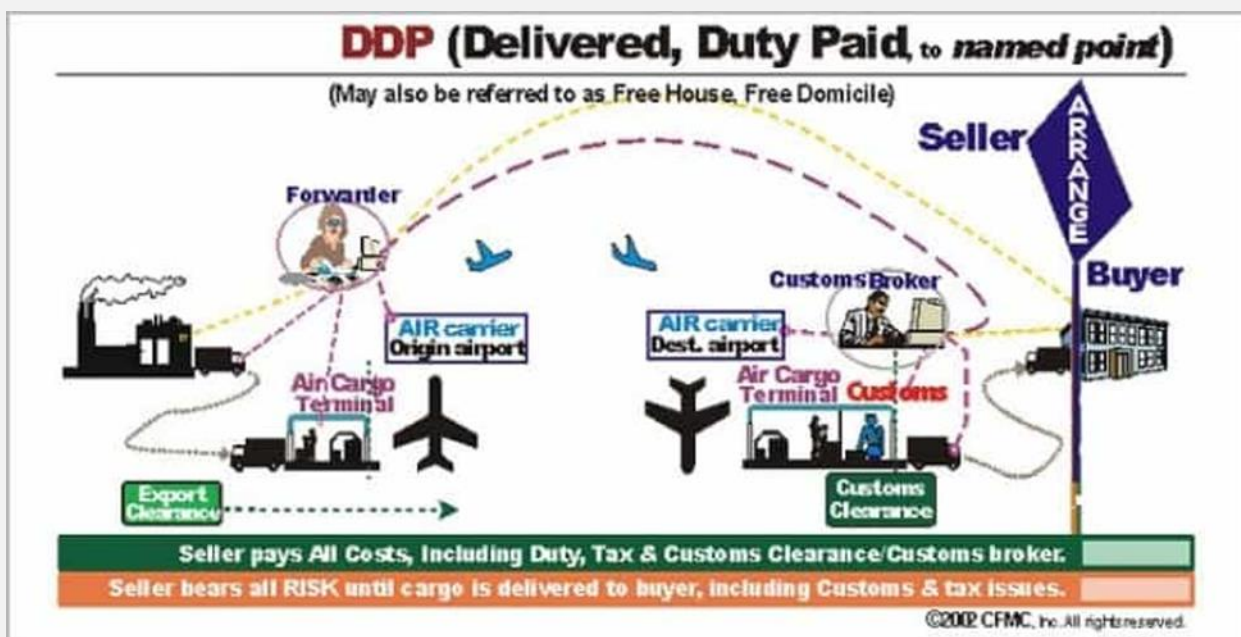 DDP (Delivered, Duty Paid, to named point)
(May also be referred to as Free House, Free Domicile)
Seller
ARRANGE
Buyer
Forwarder
Customs Broker
AIR carrier
Origin airport
AIR carrier
Dest. airport
Air Cargo
Terminal
Air Cargo
Terminal
Customs
Export
Clearance
Customs
Clearance
Seller pays All Costs, Including Duty, Tax & Customs Clearance/Customs broker.
Seller bears all RISK until cargo is delivered to buyer, including Customs & tax issues.
©2002 CFMC, Inc. All rights reserved.